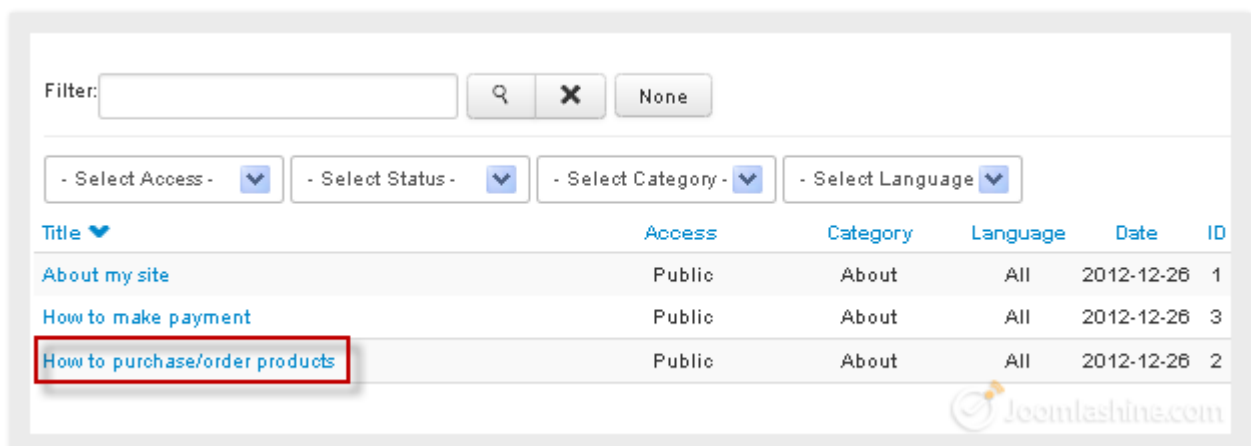 Filter: None
- Select Access - - Select Status - - Select Category - - Select Language
Title Access Category Language Date ID
About my site Public About All 2012-12-26 1
How to make payment Public About All 2012-12-26 3
How to purchase/order products Public About All 2012-12-26 2
Joomlashine.com